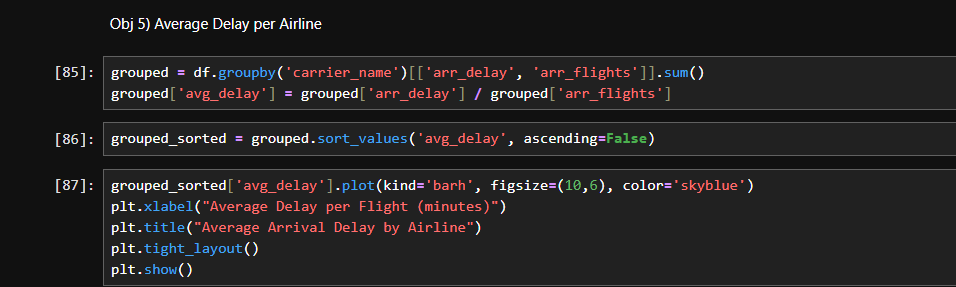 Obj 5) Average Delay per Airline
[85]: grouped = df.groupby('carrier_name')[['arr_delay', 'arr_flights']].sum()
grouped['avg_delay'] = grouped['arr_delay'] / grouped['arr_flights']
[86]: grouped_sorted = grouped.sort_values('avg_delay', ascending=False)
[87]: grouped_sorted['avg_delay'].plot(kind='barh', figsize=(10,6), color='skyblue')
plt.xlabel("Average Delay per Flight (minutes)")
plt.title("Average Arrival Delay by Airline")
plt.tight_layout()
plt.show()